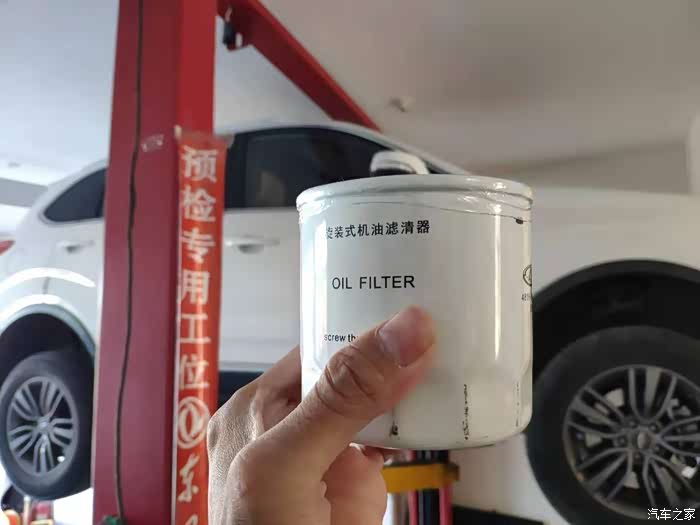 预检专用工位
东
旋装式机油滤清器
OIL FILTER
screw th
汽车之家